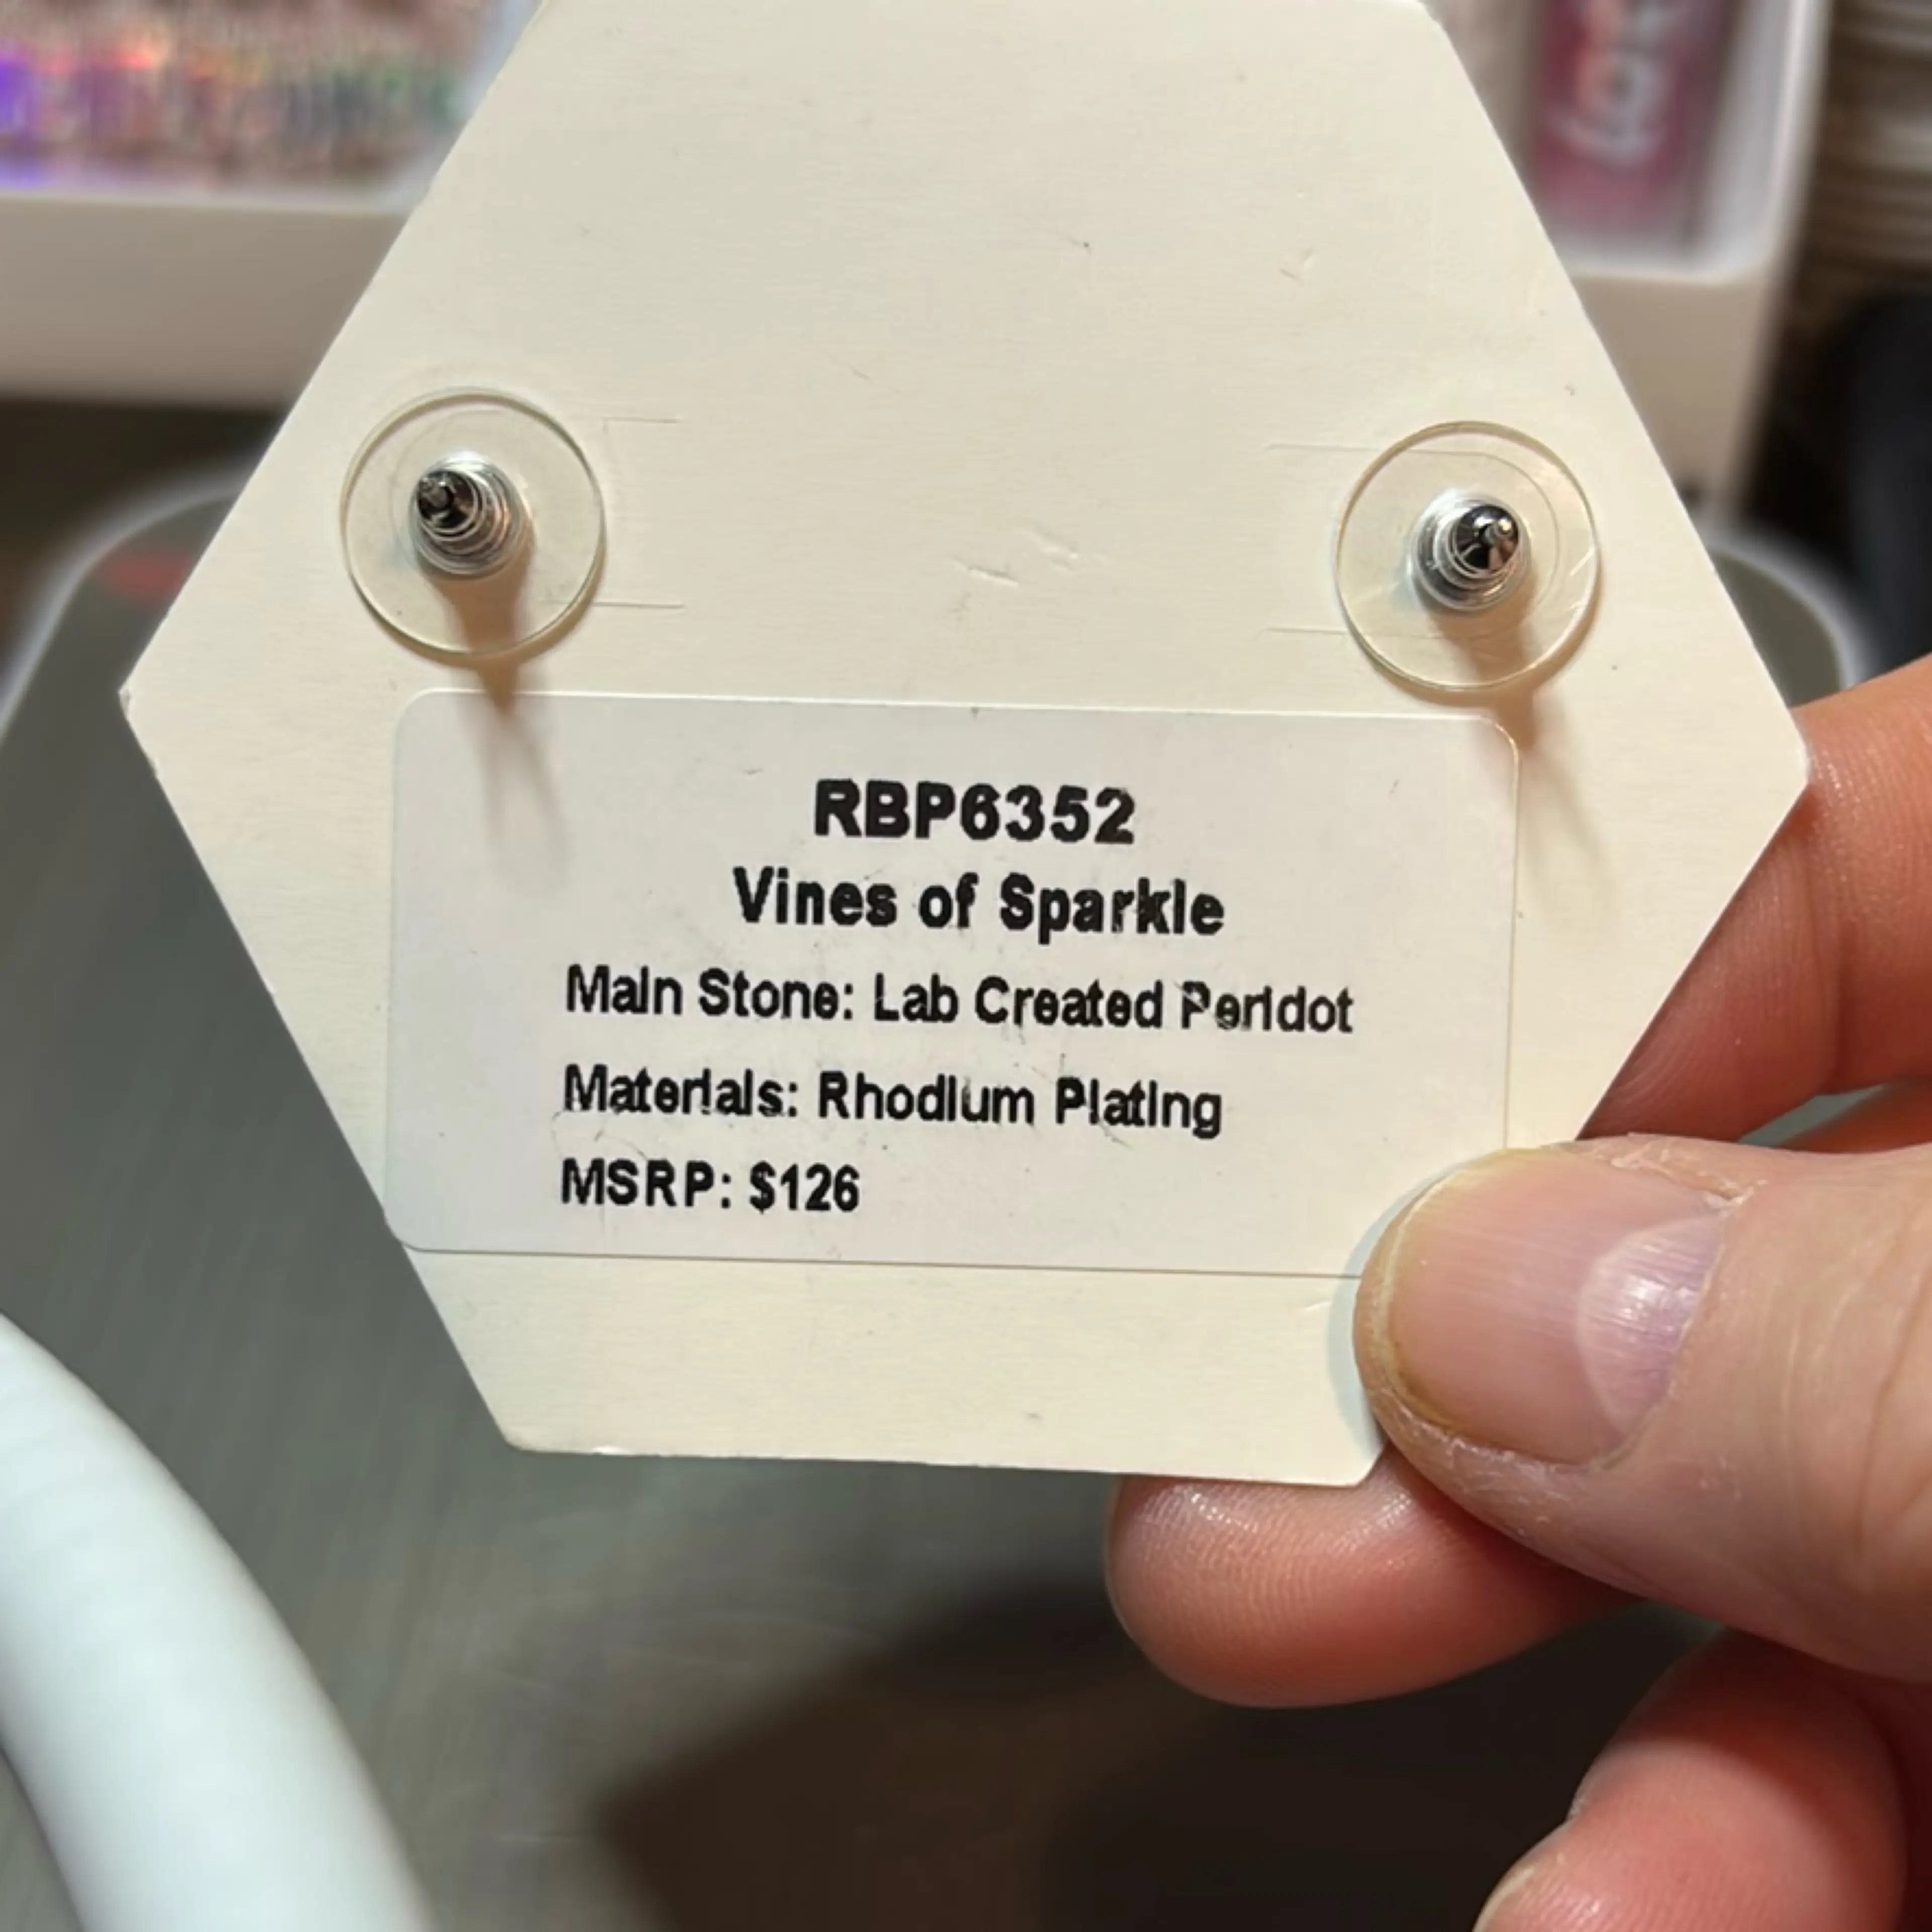 RBP6352
Vines of Sparkle
Main Stone: Lab Created Peridot
Materials: Rhodium Plating
MSRP: $126